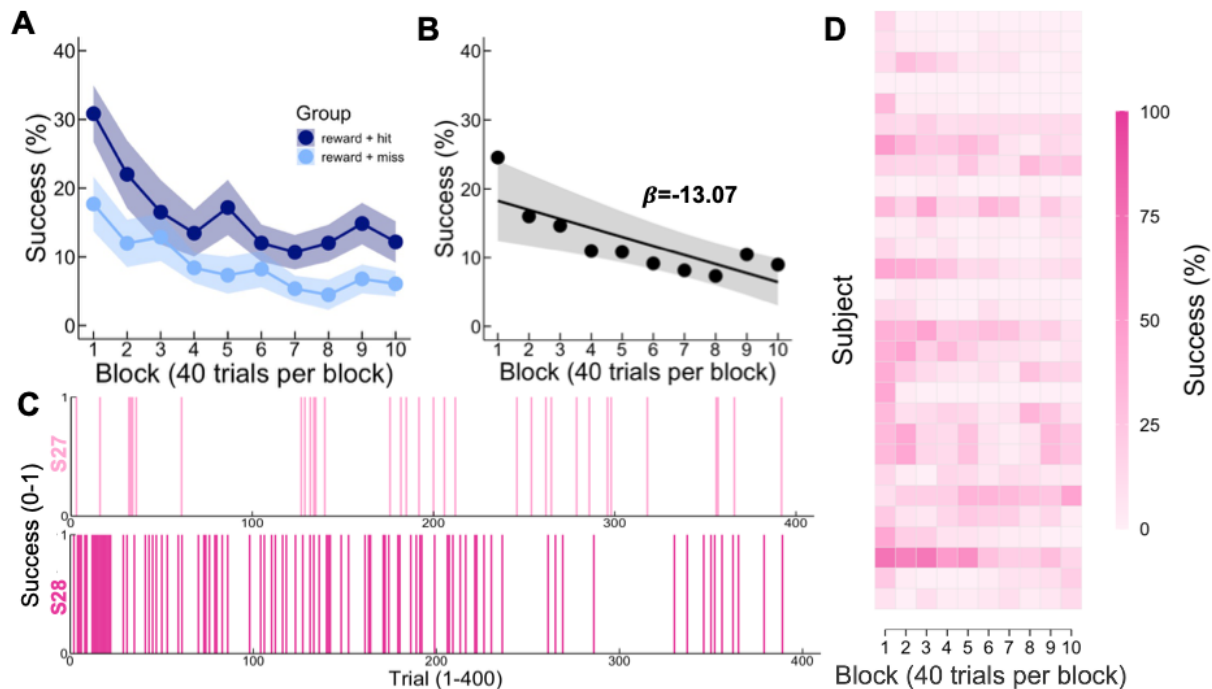 A
40
30
20
10
0
Success (%)
Group
reward + hit
reward + miss
1 2 3 4 5 6 7 8 9 10
Block (40 trials per block)
B
40
30
20
10
0
Success (%)
β=-13.07
1 2 3 4 5 6 7 8 9 10
Block (40 trials per block)
C
Success (0-1)
1
S27
0
0 100 200 300 400
1
S28
0
0 100 200 300 400
Trial (1-400)
D
Subject
1 2 3 4 5 6 7 8 9 10
Block (40 trials per block)
100
75
50
25
0
Success (%)